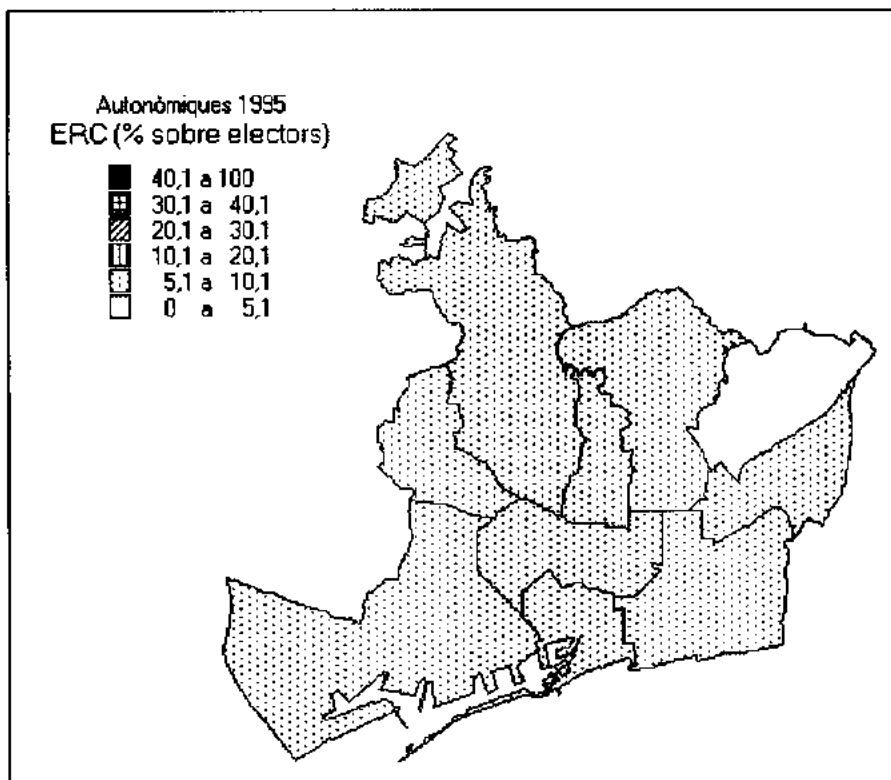 Autonòmiques 1995
ERC (% sobre electors)
40,1 a 100
30,1 a 40,1
20,1 a 30,1
10,1 a 20,1
5,1 a 10,1
0 a 5,1